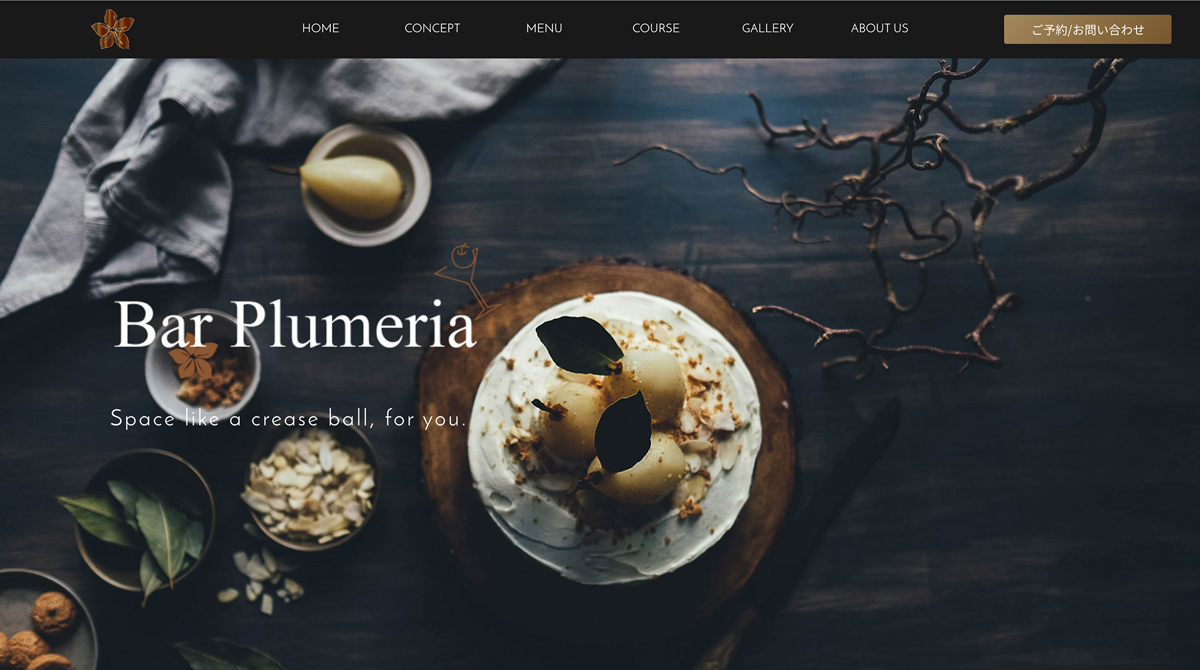 HOME CONCEPT MENU COURSE GALLERY ABOUT US ご予約/お問い合わせ
Bar Plumeria
Space like a crease ball, for you.